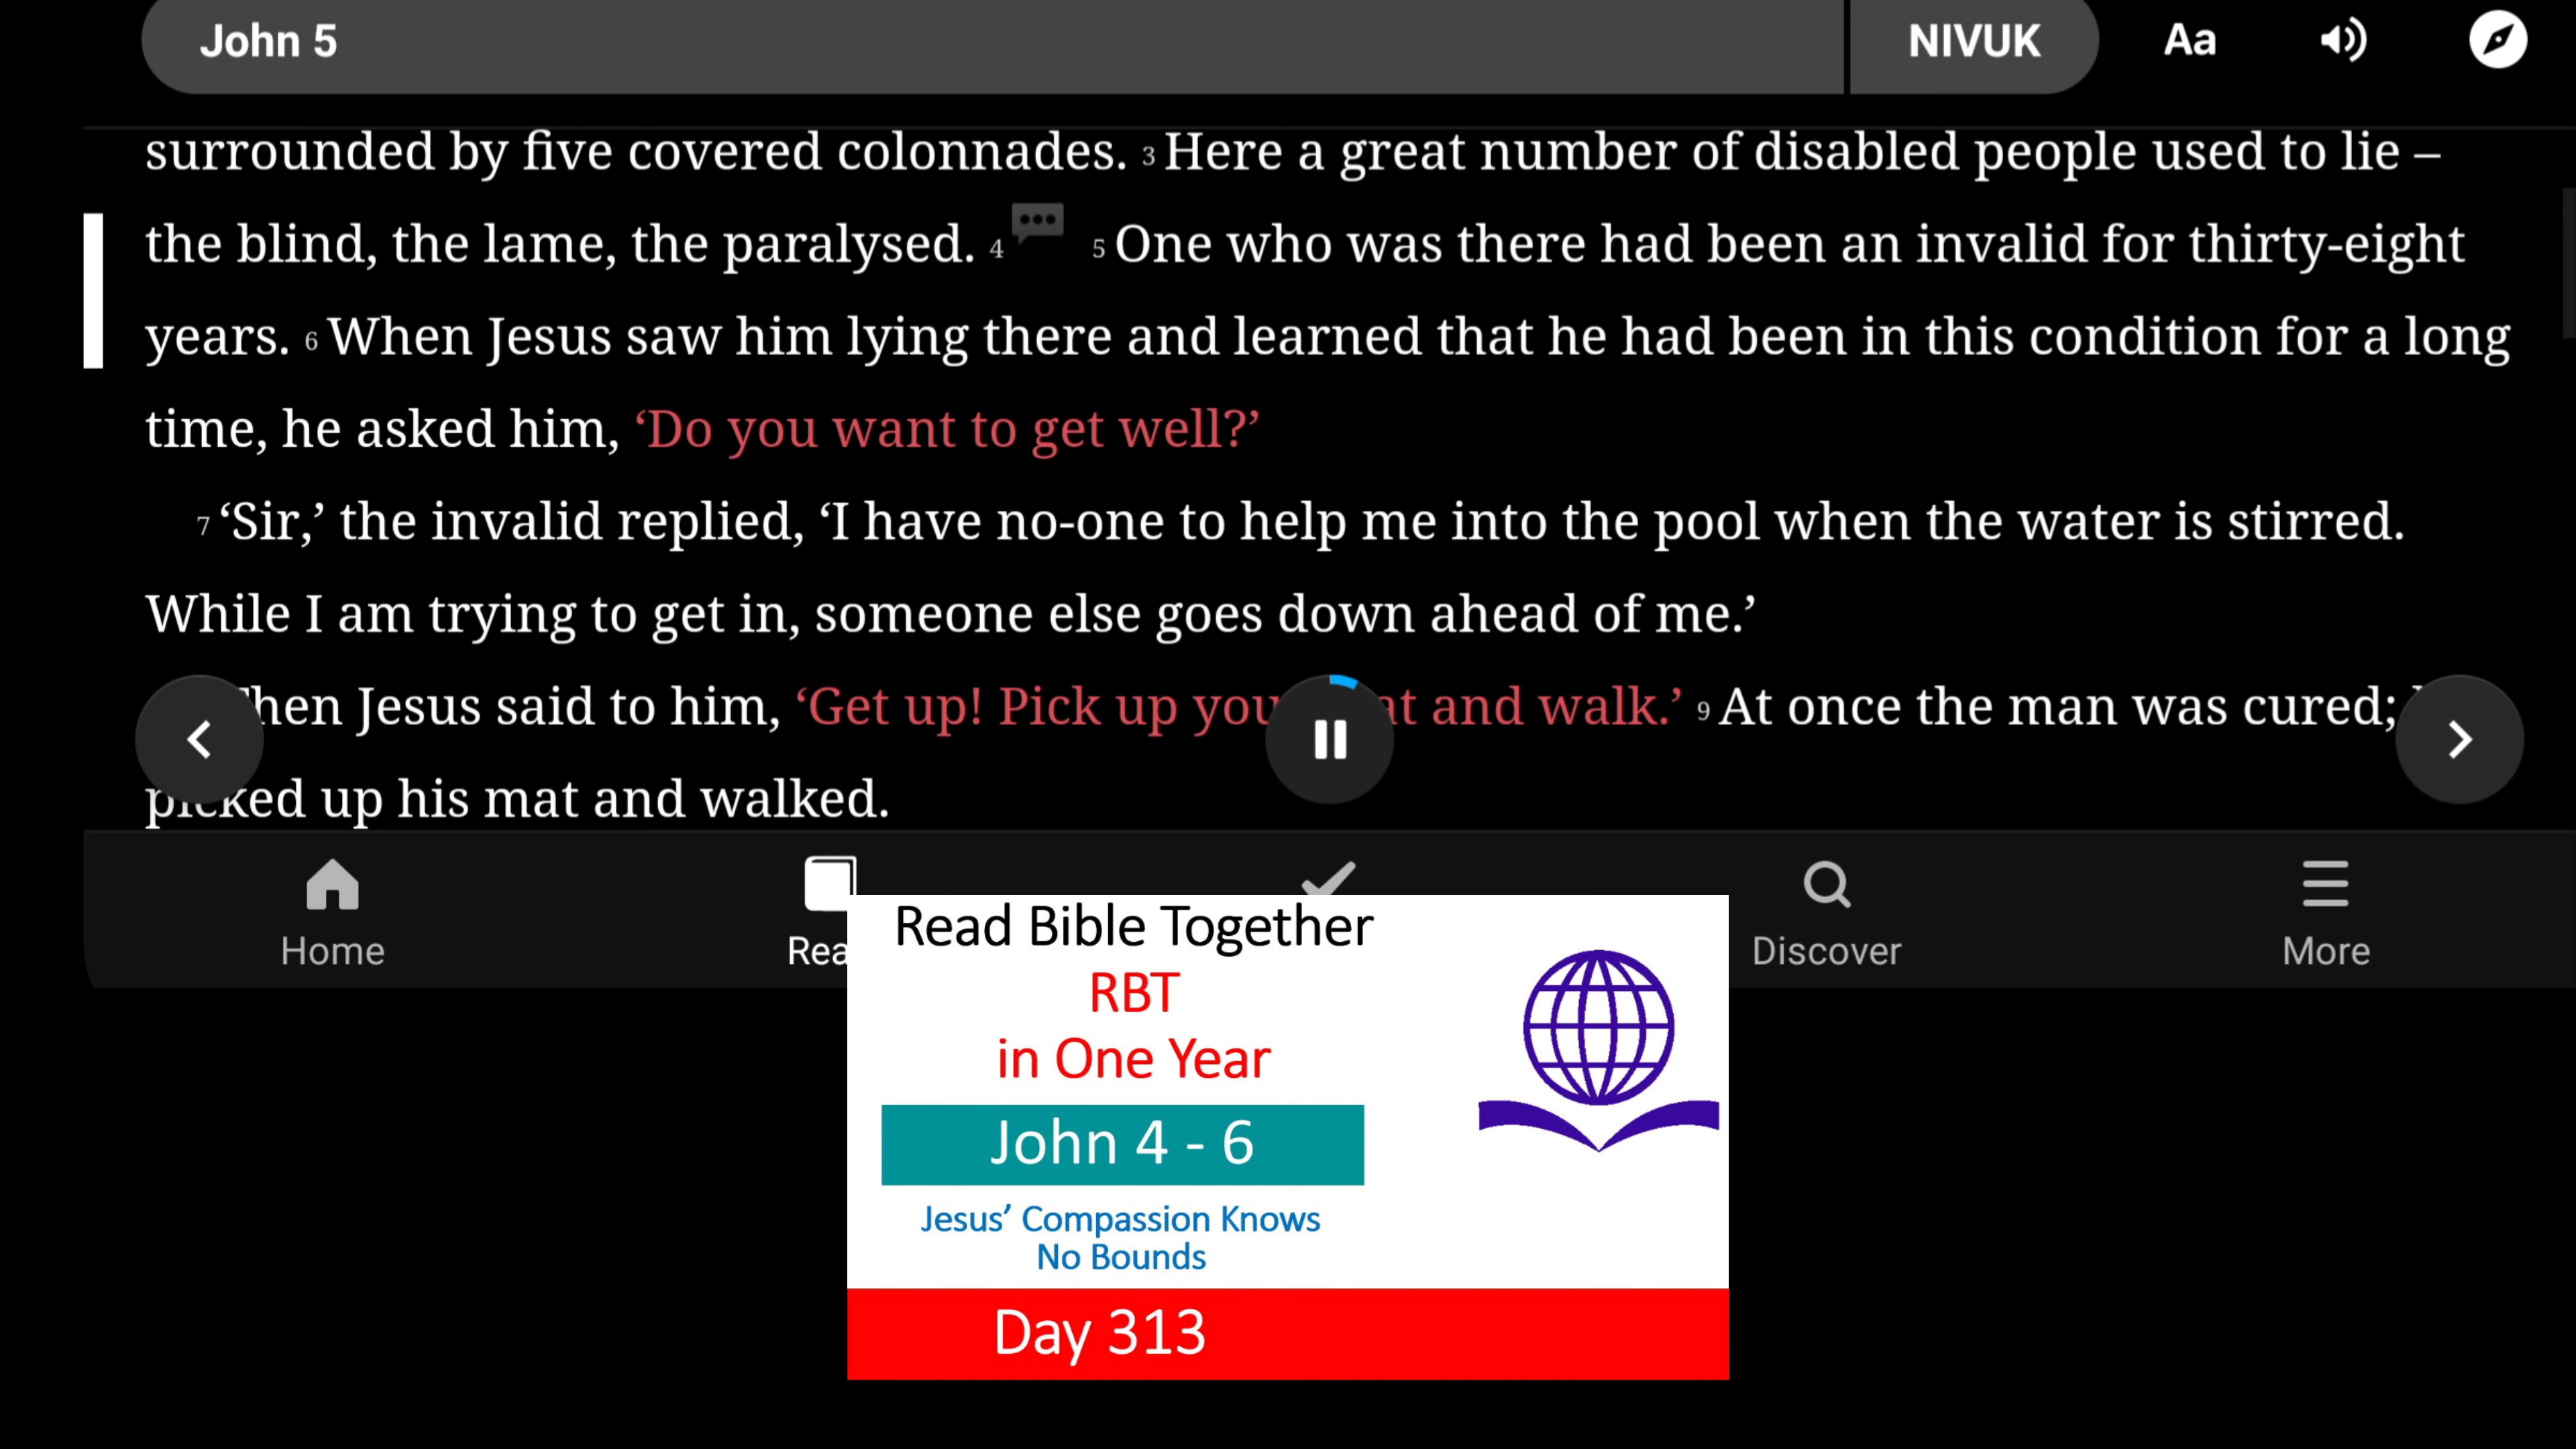 John 5 NIVUK Aa
surrounded by five covered colonnades. 3 Here a great number of disabled people used to lie –
the blind, the lame, the paralysed. 4 5 One who was there had been an invalid for thirty-eight
years. 6 When Jesus saw him lying there and learned that he had been in this condition for a long
time, he asked him, ‘Do you want to get well?’
7 ‘Sir,’ the invalid replied, ‘I have no-one to help me into the pool when the water is stirred.
While I am trying to get in, someone else goes down ahead of me.’
Jesus said to him, ‘Get up! Pick up and walk.’ 9 At once the man was cured;
picked up his mat and walked.
Home Discover More
Read Bible Together
RBT
in One Year
John 4 - 6
Jesus’ Compassion Knows
No Bounds
Day 313